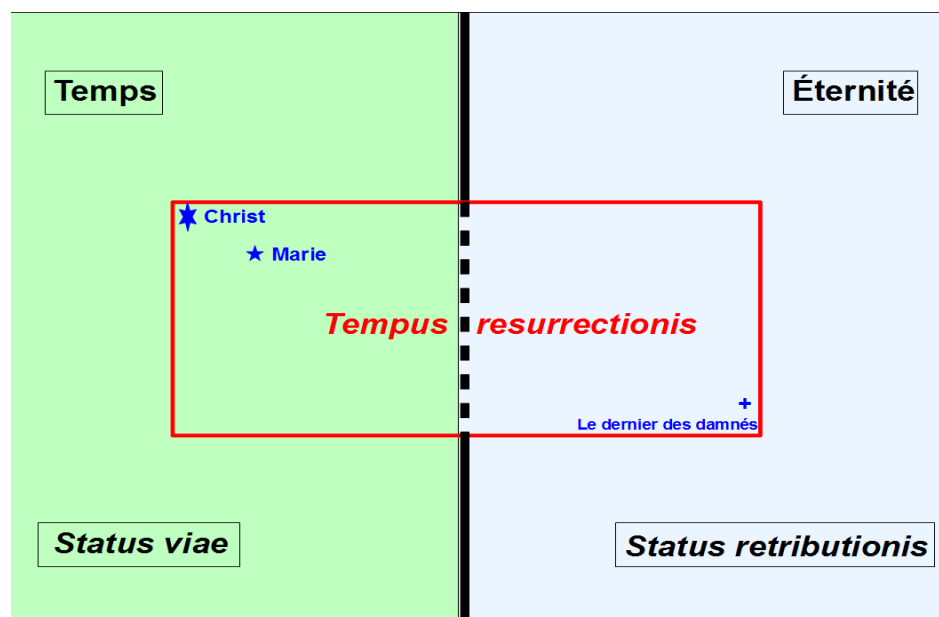 Temps
Éternité
Christ
Marie
Tempus resurrectionis
Le dernier des damnés
Status viae
Status retributionis